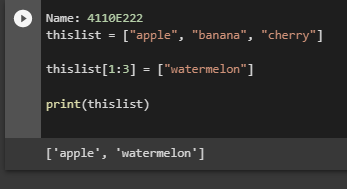 Name: 4110E222
thislist = ["apple", "banana", "cherry"]
thislist[1:3] = ["watermelon"]
print(thislist)
['apple', 'watermelon']